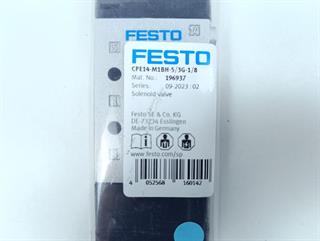 FESTO
FESTO
CPE14-M1BH-5/3G-1/8
Mat. No.: 196937
Series: 09-2023 | 02
Solenoid valve
Festo SE & Co. KG
DE-73734 Esslingen
Made in Germany
www.festo.com/sp
4 052568 160142